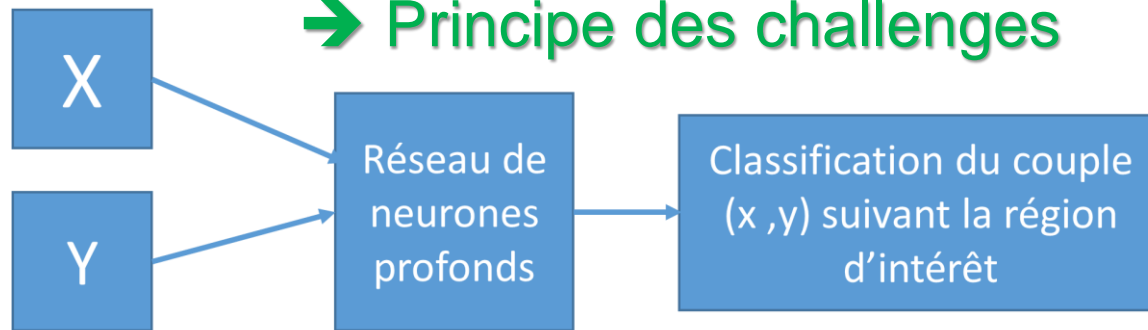 ➔ Principe des challenges
X
Y
Réseau de
neurones
profonds
Classification du couple
(x ,y) suivant la région
d'intérêt